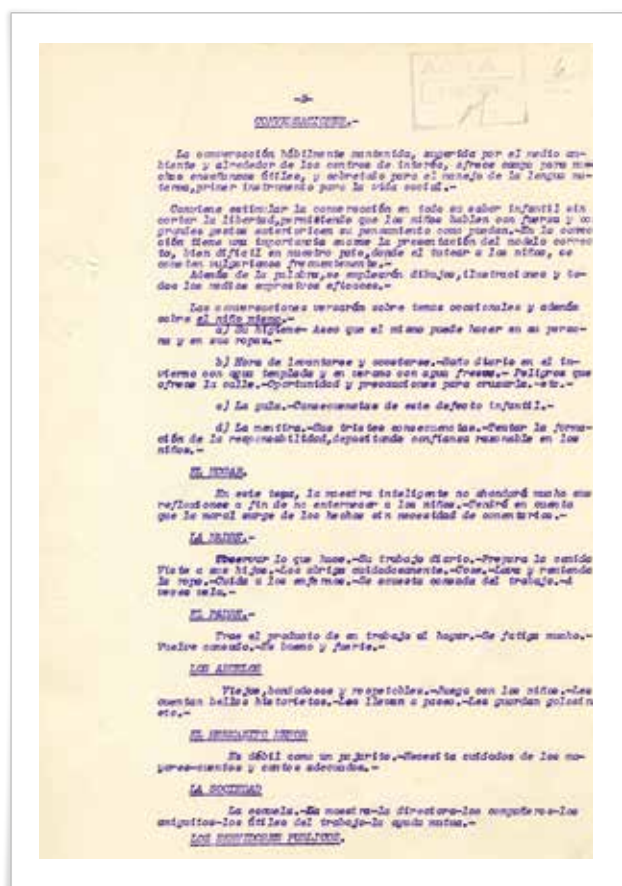 -3-
CONVERSACIONES.-
La conversación hábilmente mantenida, sugerida por el medio am-
biente y alrededor de los centros de interés, ofrece campo para mu-
chas enseñanzas útiles, y sobretodo para el manejo de la lengua ma-
terna,primer instrumento para la vida social.-
Conviene estimular la conversación en todo su sabor infantil sin
cortar la libertad,permitiendo que los niños hablen con fuerza y
grandes gestos exterioricen su pensamiento como puedan.-En la
ción tiene una importancia enorme la presentación del modelo correc
to, bien difícil en nuestro país,donde el tutear a los niños, se
cometen vulgarismos frecuentemente.-
Además de la palabra,se emplearán dibujos,ilustraciones y to-
dos los medios expresivos eficaces.-
Las conversaciones versarán sobre temas ocasionales y además
sobre el niño mismo.-
a) Su higiene- Aseo que el mismo puede hacer en su perso-
na y en sus ropas.-
b) Hora de levantarse y acostarse.-Baño diario en el in-
vierno con agua templada y en verano con agua fresca.- Peligros que
ofrece la calle.-Oportunidad y precauciones para cruzarla.-etc.-
c) La gula.-Consecuencias de este defecto infantil.-
d) La mentira.-Sus tristes consecuencias.-Tentar la forma-
ción de la responsabilidad,depositando confianza razonable en los
niños.-
EL HOGAR.
En este tema, la maestra inteligente no ahondará mucho sus
reflexiones a fin de no entristecer a los niños.-Tendrá en cuenta
que la moral surge de los hechos sin necesidad de comentarios.-
LA MADRE.-
Observar lo que hace.-Su trabajo diario.-Prepara la comida
Viste a sus hijos.-Los abriga cuidadosamente.-Cose.-Lava y remienda
la ropa.-Cuida a los enfermos.-Se acuesta cansada del trabajo.-A
veces vela.-
EL PADRE.-
Trae el producto de su trabajo al hogar.-Se fatiga mucho.-
Vuelve cansado.-Es bueno y fuerte.-
LOS ABUELOS
Viejos,bondadosos y respetables.-Juega con los niños.-Les
cuentan bellas historietas.-Les llevan a paseo.-Les guardan golosin
etc.-
EL HERMANITO MENOR
Es débil como un pajarito.-Necesita cuidados de los ma-
yores-cuentos y cantos adecuados.-
LA SOCIEDAD
La escuela.-La maestra-la directora-los compañeros-los
amiguitos-los útiles del trabajo-la ayuda mutua.-
LOS SERVIDORES PUBLICOS.